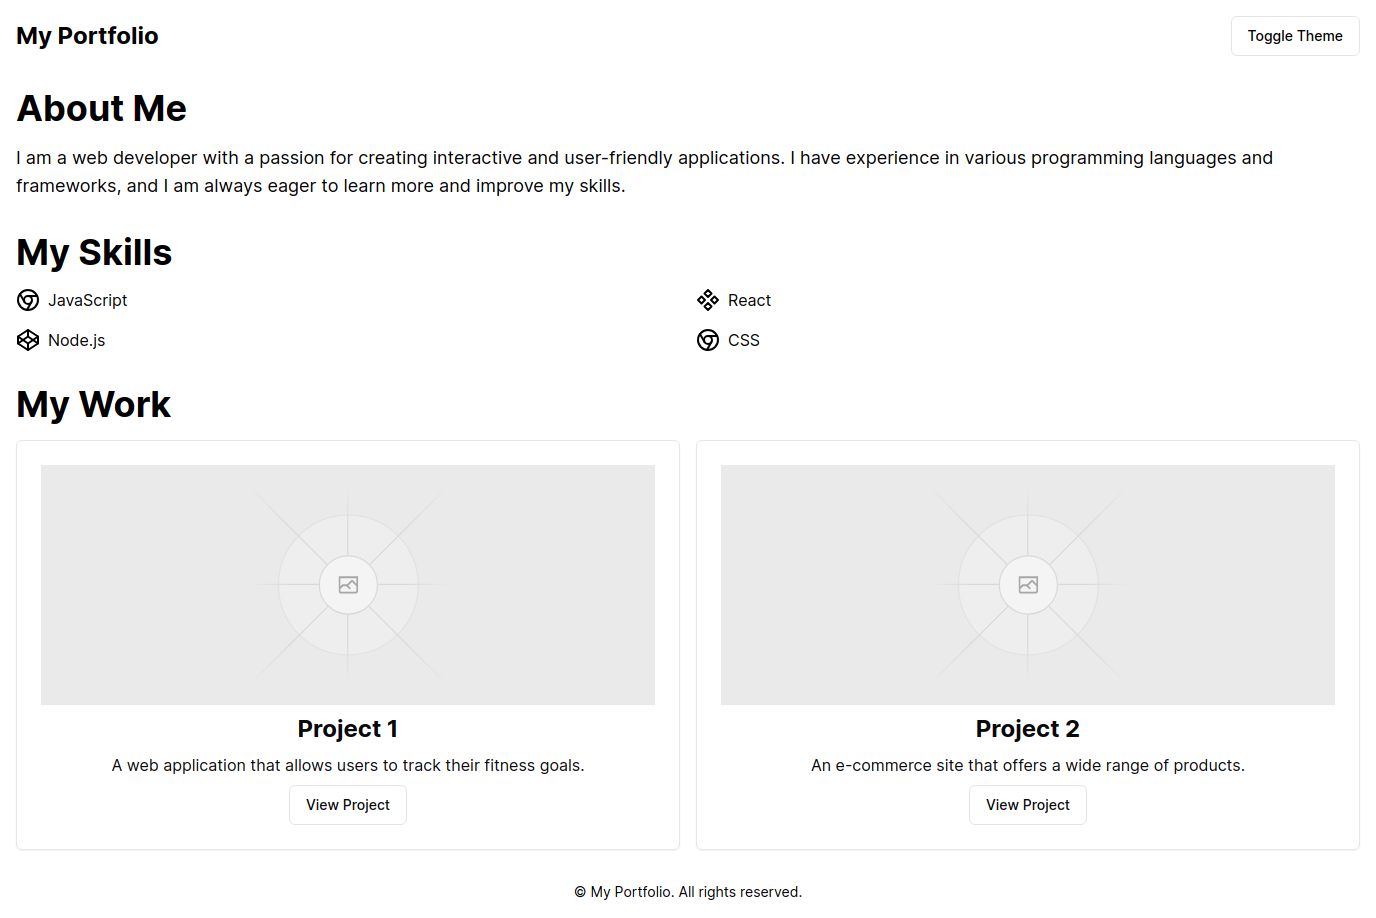 My Portfolio
Toggle Theme
About Me
I am a web developer with a passion for creating interactive and user-friendly applications. I have experience in various programming languages and
frameworks, and I am always eager to learn more and improve my skills.
My Skills
JavaScript
React
Node.js
CSS
My Work
Project 1
A web application that allows users to track their fitness goals.
View Project
Project 2
An e-commerce site that offers a wide range of products.
View Project
© My Portfolio. All rights reserved.